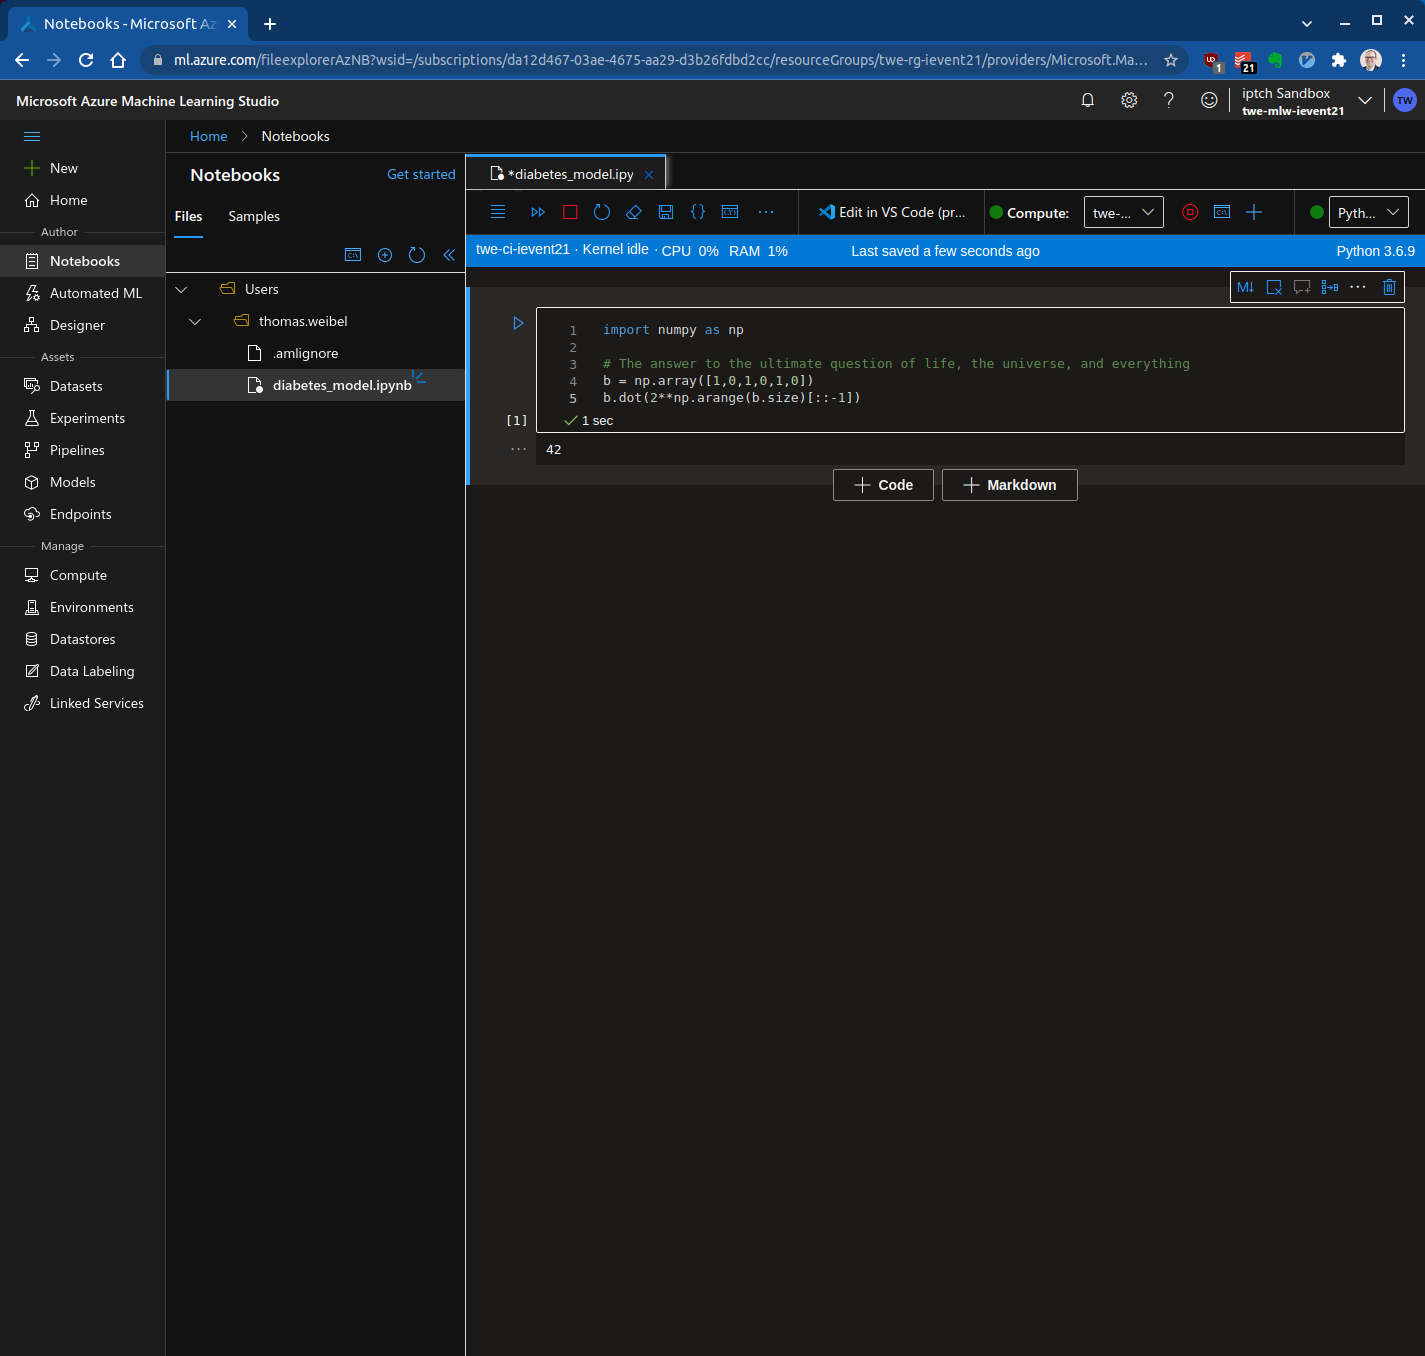 Notebooks - Microsoft Az
ml.azure.com/fileexplorerAzNB?wsid=/subscriptions/da12d467-03ae-4675-aa29-d3b26fdbd2cc/resourceGroups/twe-rg-ievent21/providers/Microsoft.Ma...
1
21
Microsoft Azure Machine Learning Studio
iptch Sandbox
twe-mlw-ievent21
TW
New
Home
Author
Notebooks
Automated ML
Designer
Assets
Datasets
Experiments
Pipelines
Models
Endpoints
Manage
Compute
Environments
Datastores
Data Labeling
Linked Services
Home > Notebooks
Notebooks
Get started
Files
Samples
Users
thomas.weibel
.amlignore
diabetes_model.ipynb
*diabetes_model.ipy
Edit in VS Code (pr...
Compute:
twe-...
Pyth...
twe-ci-ievent21 · Kernel idle · CPU 0% RAM 1%
Last saved a few seconds ago
Python 3.6.9
M↓
1 import numpy as np
2
3 # The answer to the ultimate question of life, the universe, and everything
4 b = np.array([1,0,1,0,1,0])
5 b.dot(2**np.arange(b.size)[::-1])
[1]
1 sec
42
Code
Markdown